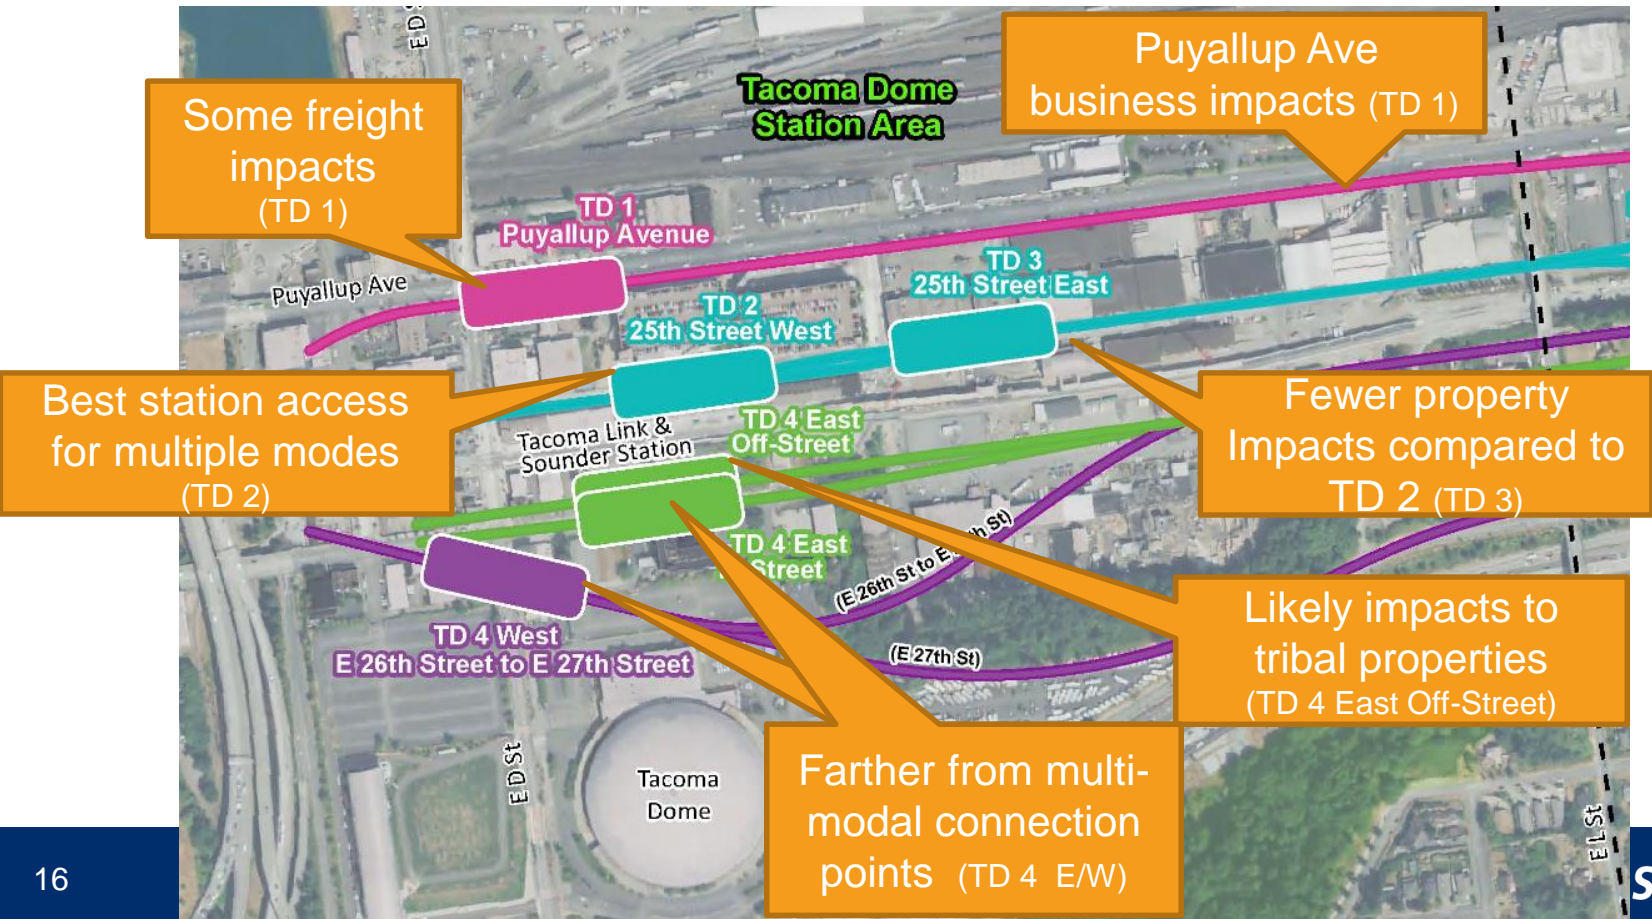 E D S
Tacoma Dome
Station Area
Puyallup Ave
business impacts (TD 1)
Some freight
impacts
(TD 1)
TD 1
Puyallup Avenue
Puyallup Ave
TD 3
25th Street East
TD 2
25th Street West
Best station access
for multiple modes
(TD 2)
Fewer property
Impacts compared to
TD 2 (TD 3)
Tacoma Link &
Sounder Station
TD 4 East
Off-Street
TD 4 East
Street
(E 26th St to E th St)
TD 4 West
E 26th Street to E 27th Street
(E 27th St)
Likely impacts to
tribal properties
(TD 4 East Off-Street)
E D St
Tacoma
Dome
Farther from multi-
modal connection
points (TD 4 E/W)
E L St
16
S